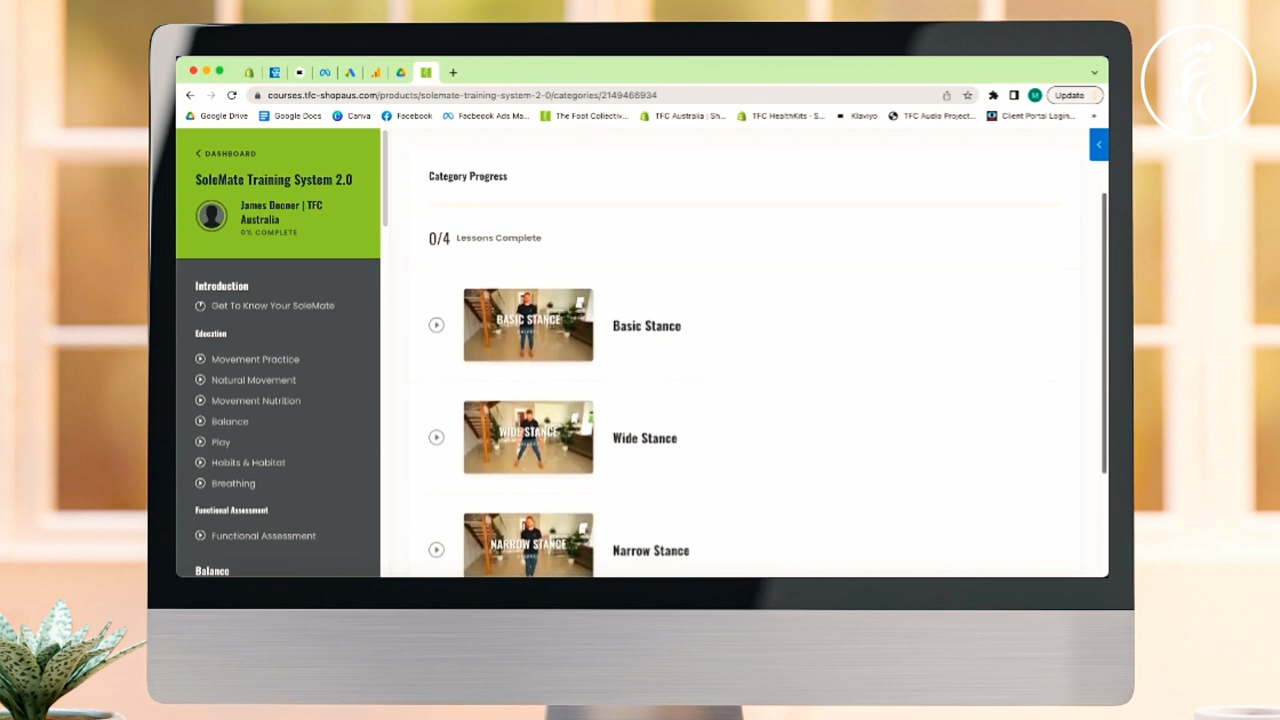 courses.tfc-shopaus.com/products/solemate-training-system-2-0/categories/2149466934
Update
Google Drive
Google Docs
Canva
Facebook
Facbeook Ads Ma...
The Foot Collectiv...
TFC Australia | Sh...
TFC HealthKits - S...
Klaviyo
TFC Audio Project...
Client Portal Login...
DASHBOARD
SoleMate Training System 2.0
James Docner | TFC
Australia
0% COMPLETE
Introduction
Get To Know Your SoleMate
Education
Movement Practice
Natural Movement
Movement Nutrition
Balance
Play
Habits & Habitat
Breathing
Functional Assessment
Functional Assessment
Balance
Category Progress
0/4 Lessons Complete
BASIC STANCE
Basic Stance
WIDE STANCE
Wide Stance
NARROW STANCE
Narrow Stance